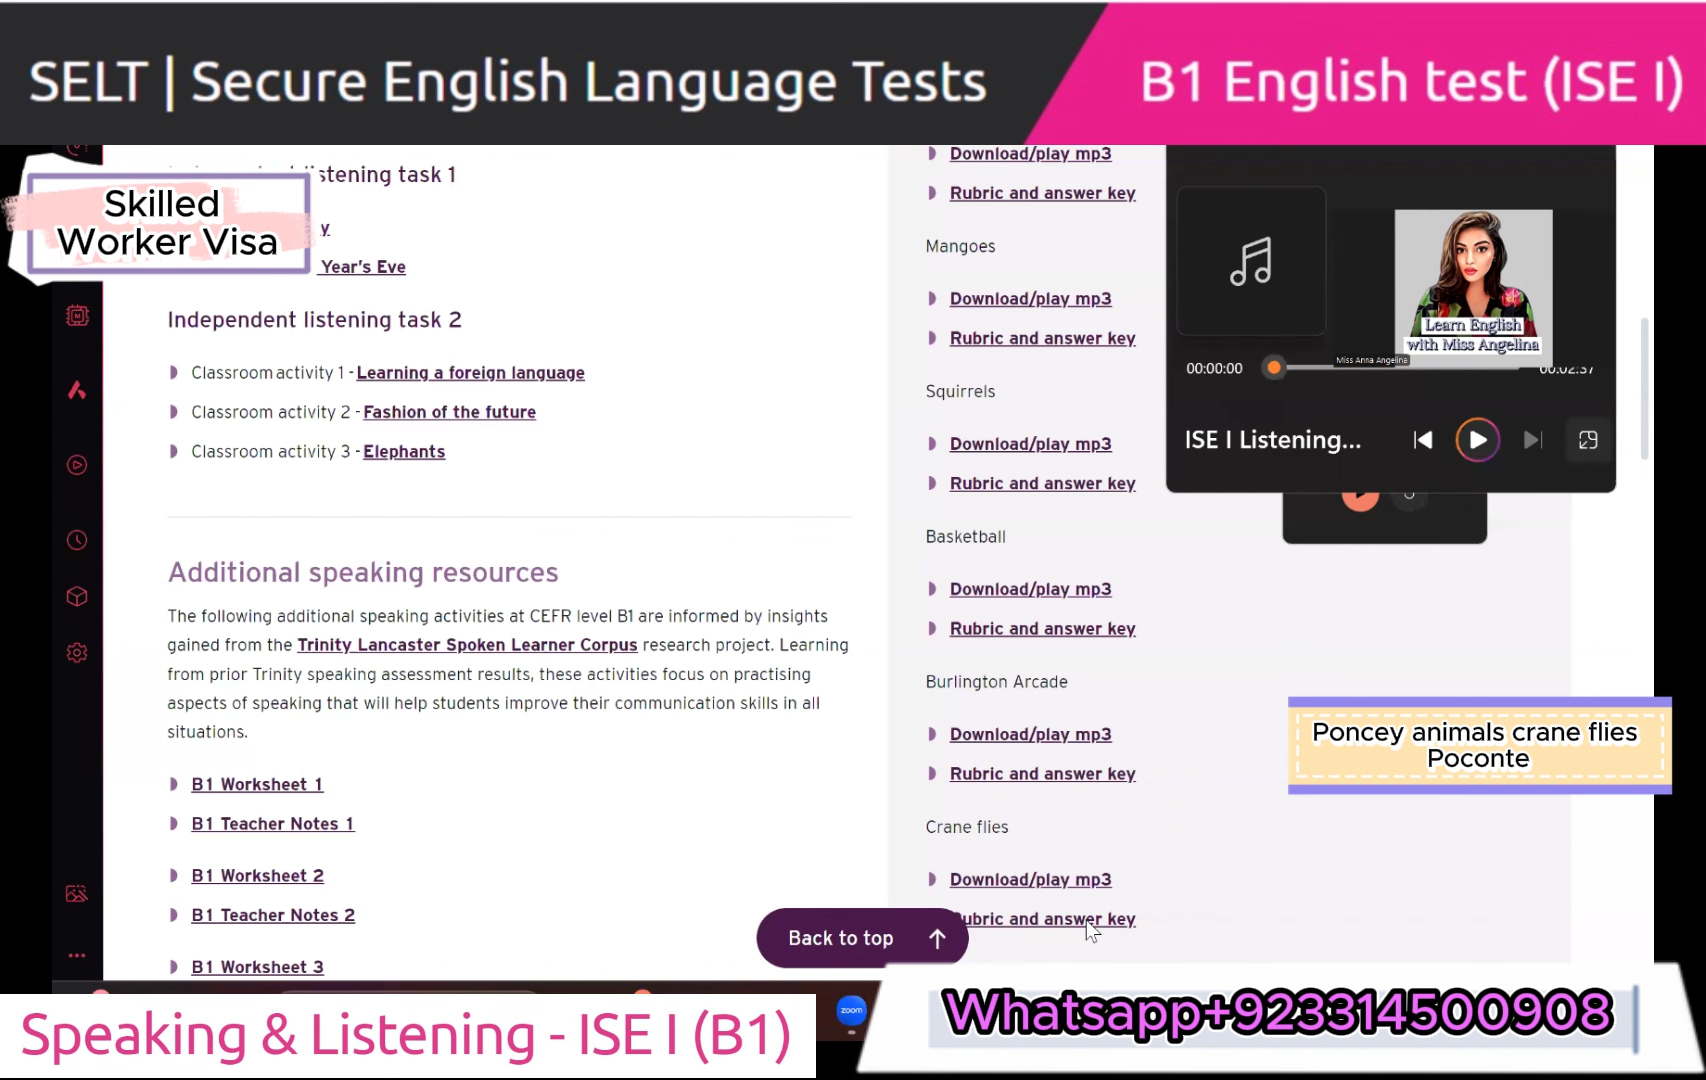 SELT | Secure English Language Tests
B1 English test (ISE I)
Skilled
Worker Visa
stening task 1
y
Year's Eve
Independent listening task 2
Classroom activity 1 - Learning a foreign language
Classroom activity 2 - Fashion of the future
Classroom activity 3 - Elephants
Additional speaking resources
The following additional speaking activities at CEFR level B1 are informed by insights
gained from the Trinity Lancaster Spoken Learner Corpus research project. Learning
from prior Trinity speaking assessment results, these activities focus on practising
aspects of speaking that will help students improve their communication skills in all
situations.
B1 Worksheet 1
B1 Teacher Notes 1
B1 Worksheet 2
B1 Teacher Notes 2
B1 Worksheet 3
Download/play mp3
Rubric and answer key
Mangoes
Download/play mp3
Rubric and answer key
Squirrels
Download/play mp3
Rubric and answer key
Basketball
Download/play mp3
Rubric and answer key
Burlington Arcade
Download/play mp3
Rubric and answer key
Crane flies
Download/play mp3
ubric and answer key
Back to top
Learn English
with Miss Angelina
Miss Anna Angelina
00:00:00
00:02:37
ISE I Listening...
Poncey animals crane flies
Poconte
zoom
Speaking & Listening - ISE I (B1)
Whatsapp+923314500908